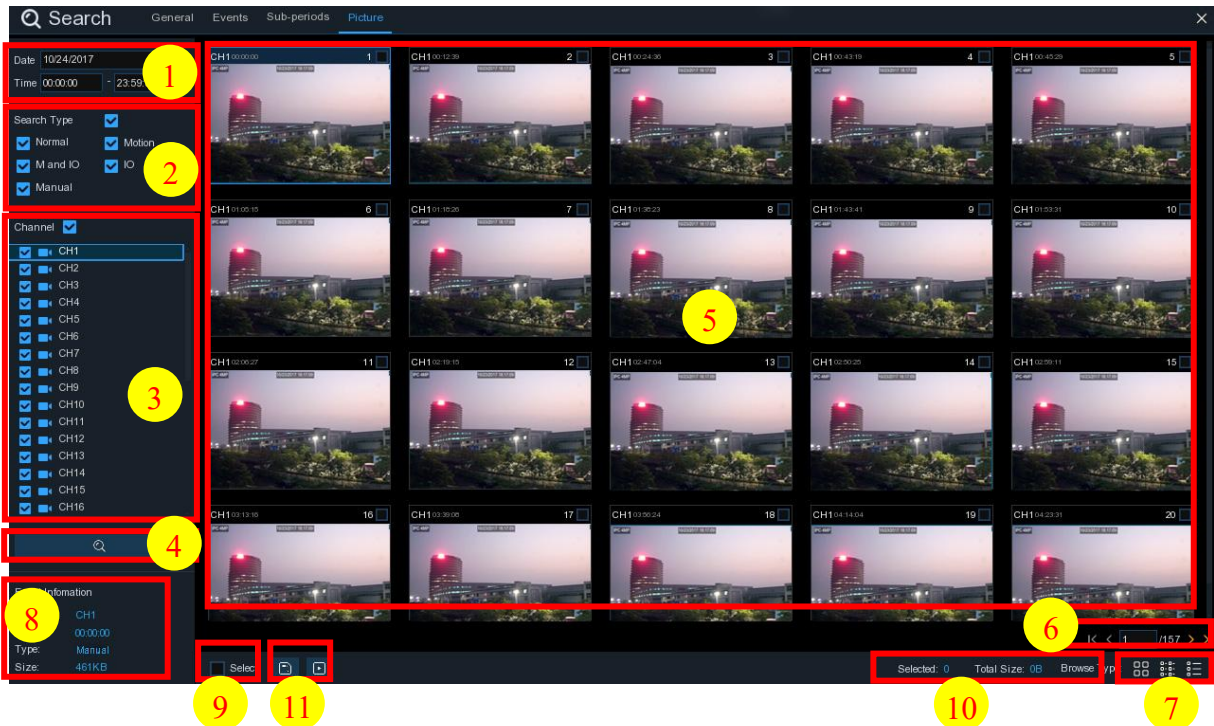 Search General Events Sub-periods Picture
Date 10/24/2017
Time 00:00:00 - 23:59:
1
Search Type
Normal Motion
M and IO IO
Manual
2
Channel
CH1
CH2
CH3
CH4
CH5
CH6
CH7
CH8
CH9
CH10
CH11
CH12
CH13
CH14
CH15
CH16
3
4
Infomation
CH1
00:00:00
Type: Manual
Size: 461KB
8
CH1 00:00:00 1
CH1 00:12:39 2
CH1 00:24:36 3
CH1 00:43:19 4
CH1 00:45:29 5
CH1 01:05:15 6
CH1 01:15:26 7
CH1 01:35:23 8
CH1 01:43:41 9
CH1 01:53:31 10
5
CH1 02:06:27 11
CH1 02:19:15 12
CH1 02:47:04 13
CH1 02:50:25 14
CH1 02:59:11 15
CH1 03:13:16 16
CH1 03:39:06 17
CH1 03:56:24 18
CH1 04:14:04 19
CH1 04:23:31 20
6
1 /157
Selec
Selected: 0 Total Size: 0B Browse Typ
9
11
10
7